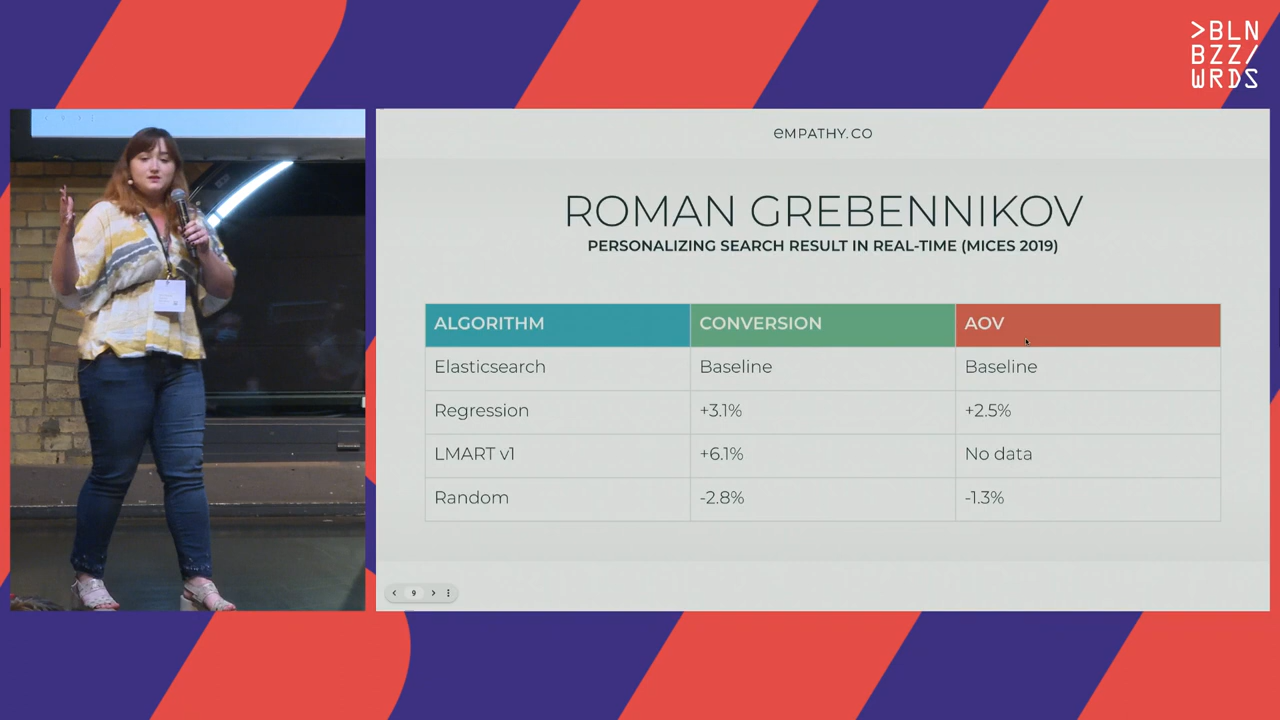 >BLN
BZZ/
WRDS
eMPATHY.CO
ROMAN GREBENNIKOV
PERSONALIZING SEARCH RESULT IN REAL-TIME (MICES 2019)
ALGORITHM CONVERSION AOV
Elasticsearch Baseline Baseline
Regression +3.1% +2.5%
LMART v1 +6.1% No data
Random -2.8% -1.3%
9